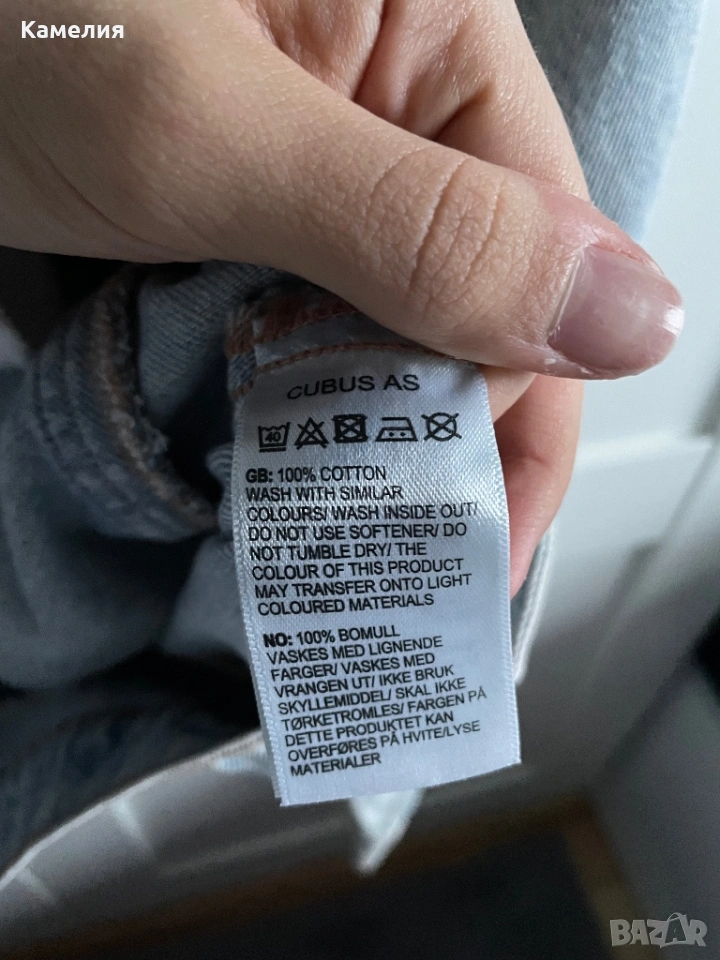 Камелия
CUBUS AS
40
GB: 100% COTTON
WASH WITH SIMILAR
COLOURS/ WASH INSIDE OUT/
DO NOT USE SOFTENER/ DO
NOT TUMBLE DRY/ THE
COLOUR OF THIS PRODUCT
MAY TRANSFER ONTO LIGHT
COLOURED MATERIALS
NO: 100% BOMULL
VASKES MED LIGNENDE
FARGER/ VASKES MED
VRANGEN UT/ IKKE BRUK
SKYLLEMIDDEL/ SKAL IKKE
TØRKETROMLES/ FARGEN PÅ
DETTE PRODUKTET KAN
OVERFØRES PÅ HVITE/LYSE
MATERIALER
BAZAR